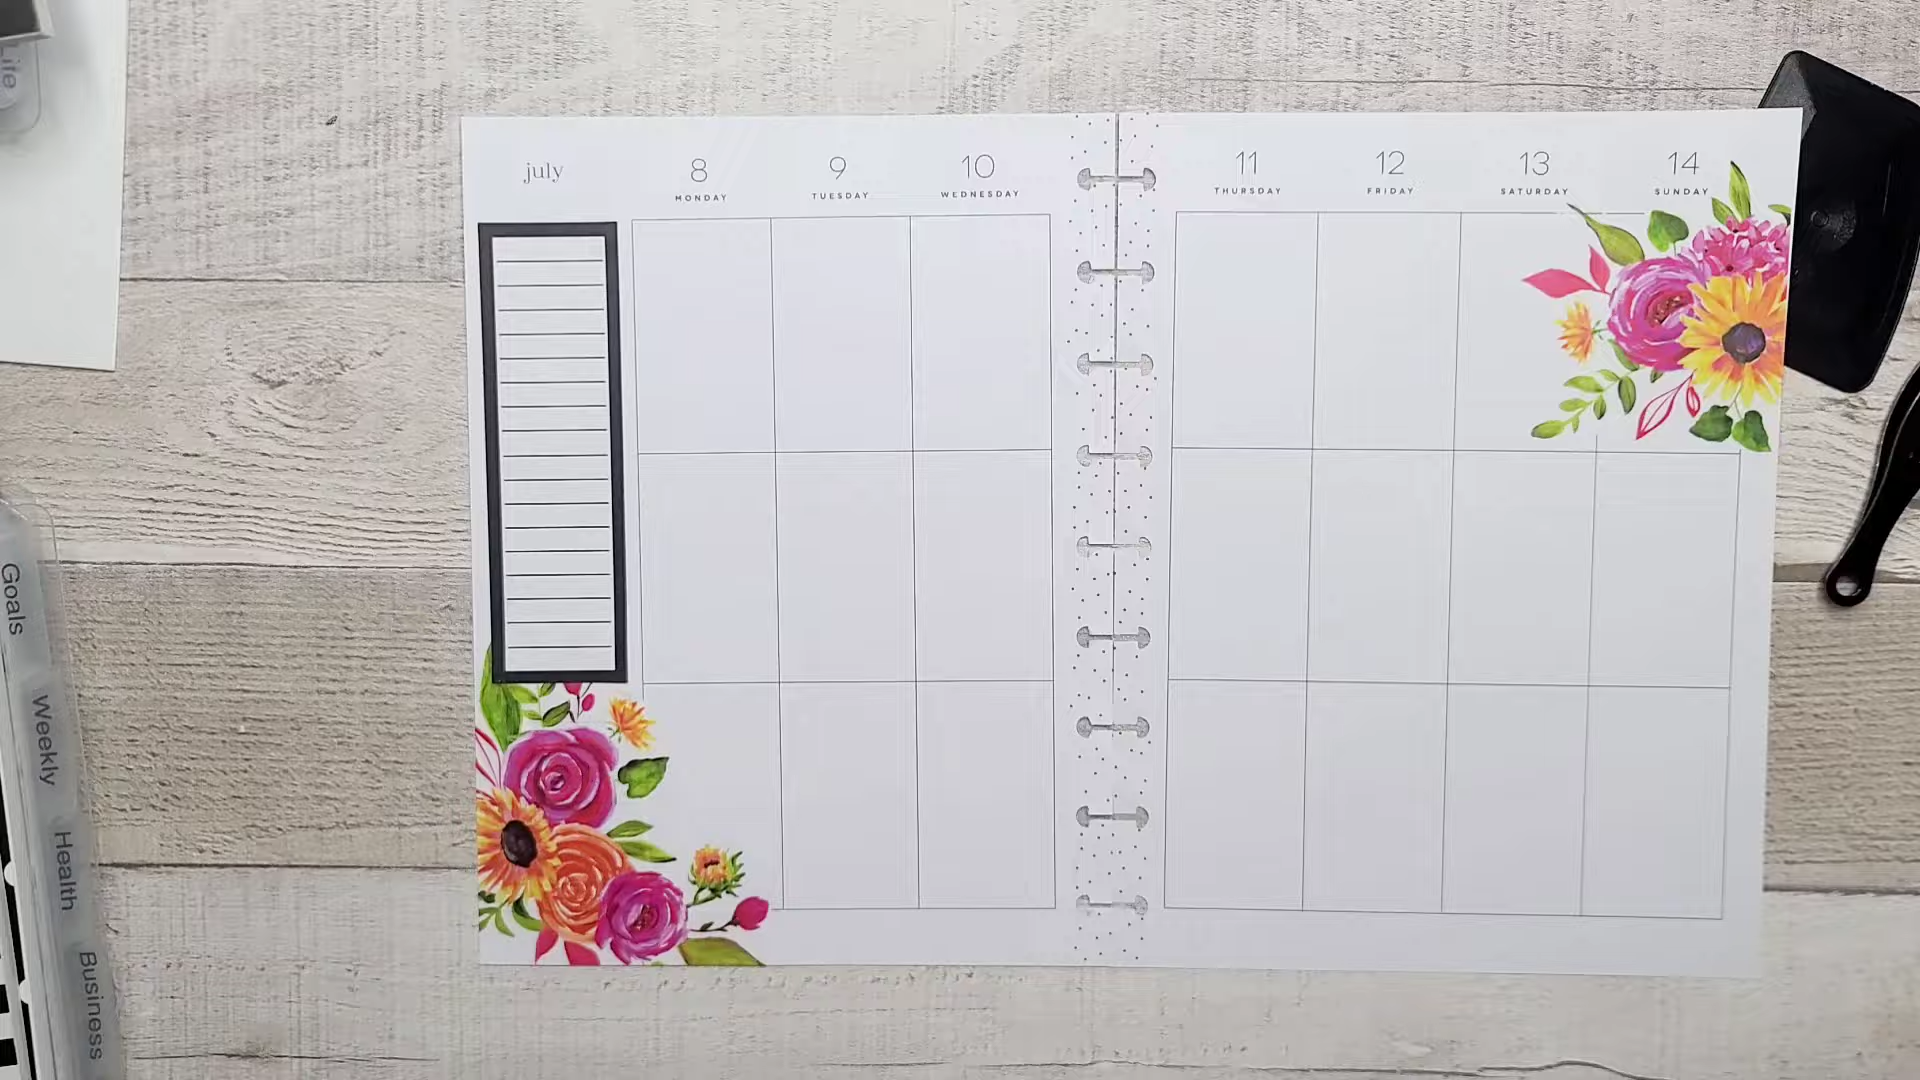 Life
july
8
MONDAY
9
TUESDAY
10
WEDNESDAY
11
THURSDAY
12
FRIDAY
13
SATURDAY
14
SUNDAY
Goals
Weekly
Health
Business